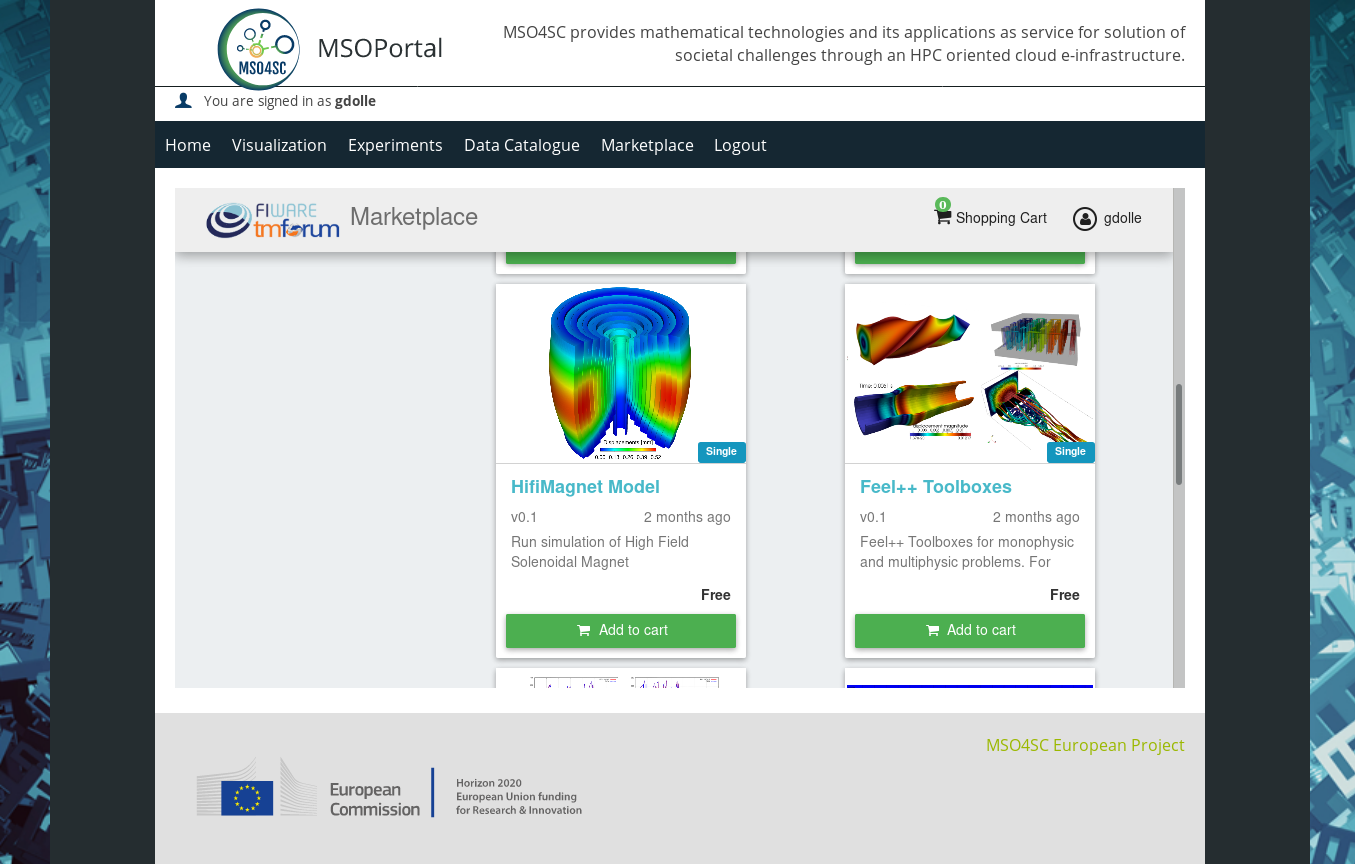 MSO4SC
MSOPortal
MSO4SC provides mathematical technologies and its applications as service for solution of
societal challenges through an HPC oriented cloud e-infrastructure.
You are signed in as gdolle
Home Visualization Experiments Data Catalogue Marketplace Logout
FIWARE
tmforum
Marketplace
0
Shopping Cart
gdolle
Displacements (mm)
Single
HifiMagnet Model
v0.1 2 months ago
Run simulation of High Field
Solenoidal Magnet
Free
Add to cart
displacement magnitude
Single
Feel++ Toolboxes
v0.1 2 months ago
Feel++ Toolboxes for monophysic
and multiphysic problems. For
Free
Add to cart
MSO4SC European Project
European
Commission
Horizon 2020
European Union funding
for Research & Innovation